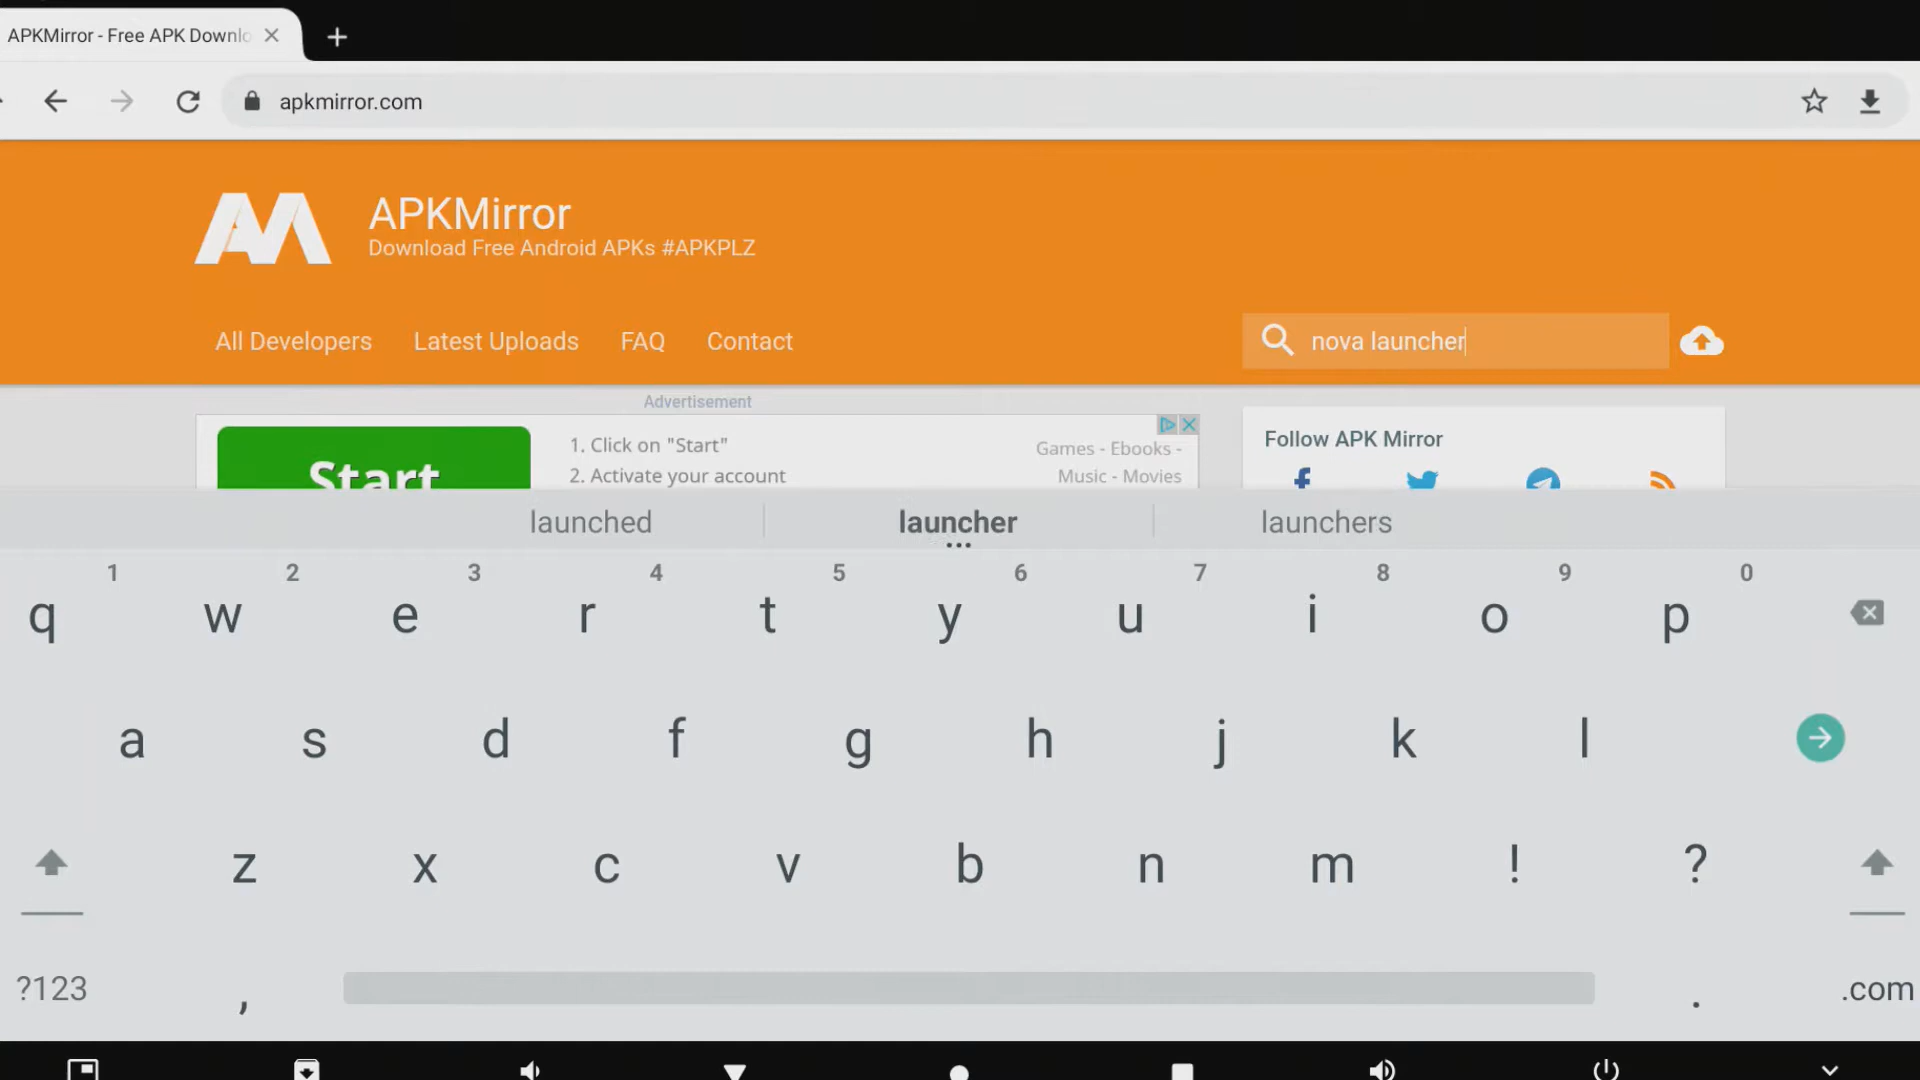 APKMirror - Free APK Downlo
apkmirror.com
APKMirror
Download Free Android APKs #APKPLZ
All Developers Latest Uploads FAQ Contact nova launcher
Advertisement
Start
1. Click on "Start"
2. Activate your account
Games - Ebooks -
Music - Movies
Follow APK Mirror
launched launcher launchers
1 2 3 4 5 6 7 8 9 0
q w e r t y u i o p
a s d f g h j k l
z x c v b n m ! ?
?123 , . .com